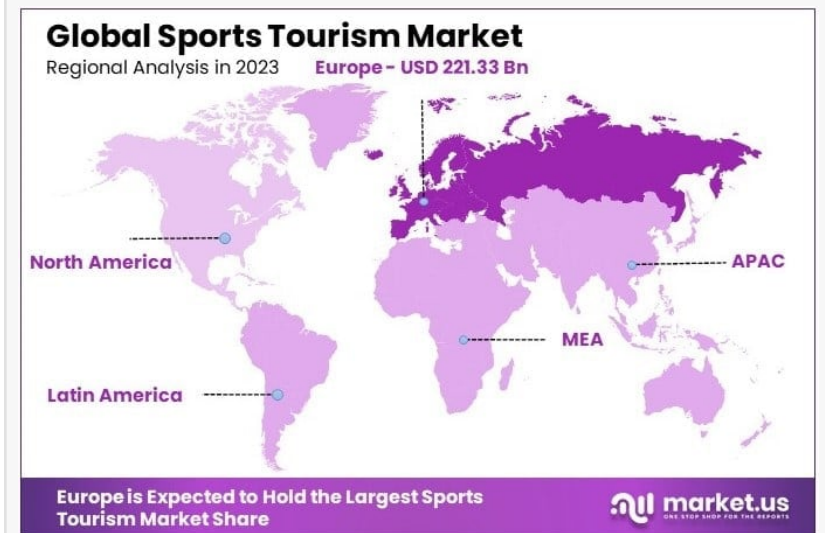 Global Sports Tourism Market
Regional Analysis in 2023 Europe - USD 221.33 Bn
North America
APAC
MEA
Latin America
Europe is Expected to Hold the Largest Sports
Tourism Market Share
market.us
ONE STOP SHOP FOR THE REPORTS